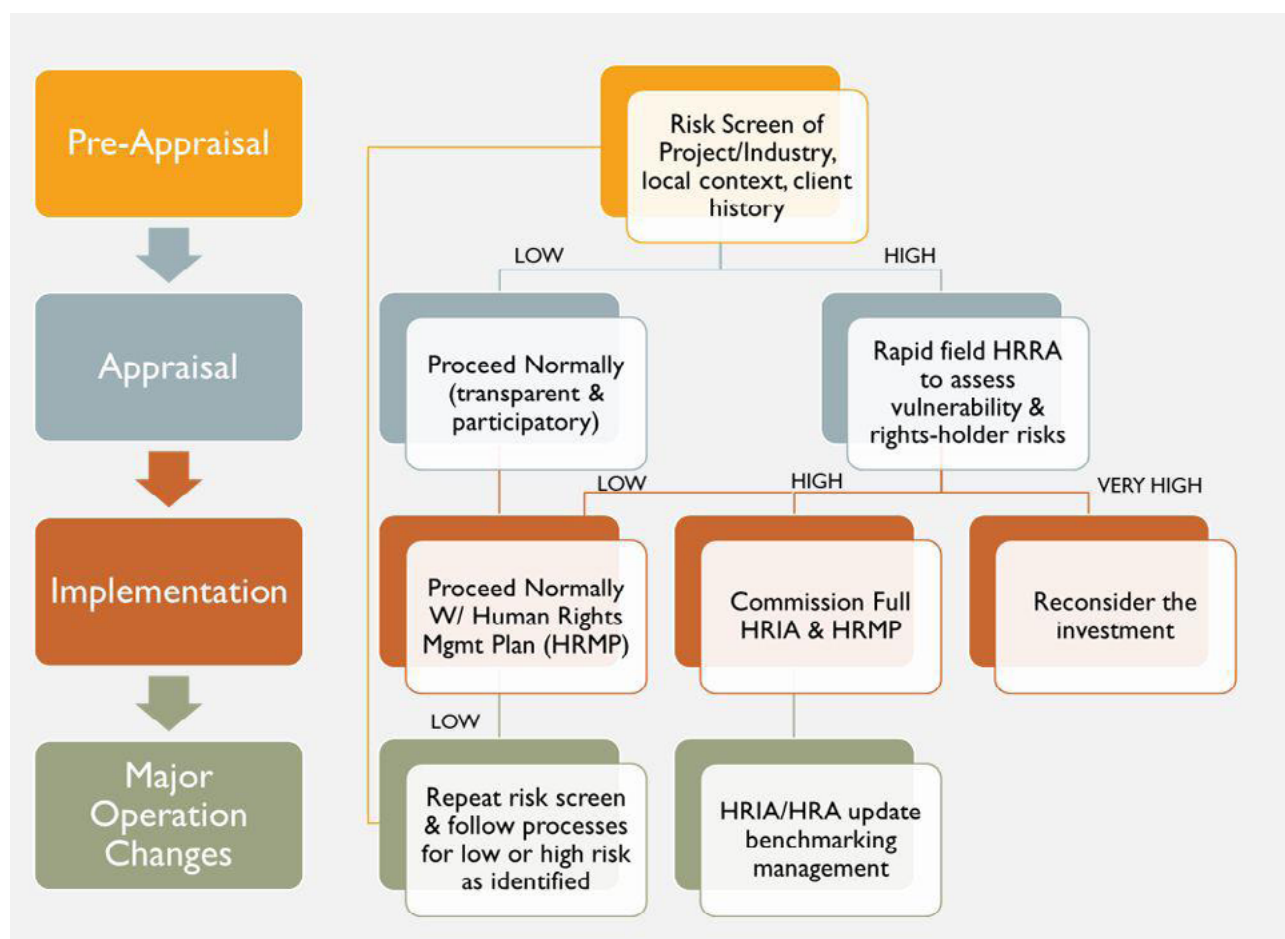 Pre-Appraisal
Risk Screen of
Project/Industry,
local context, client
history
LOW
HIGH
Appraisal
Proceed Normally
(transparent &
participatory)
Rapid field HRRA
to assess
vulnerability &
rights-holder risks
LOW
HIGH
VERY HIGH
Implementation
Proceed Normally
W/ Human Rights
Mgmt Plan (HRMP)
Commission Full
HRIA & HRMP
Reconsider the
investment
LOW
Major
Operation
Changes
Repeat risk screen
& follow processes
for low or high risk
as identified
HRIA/HRA update
benchmarking
management